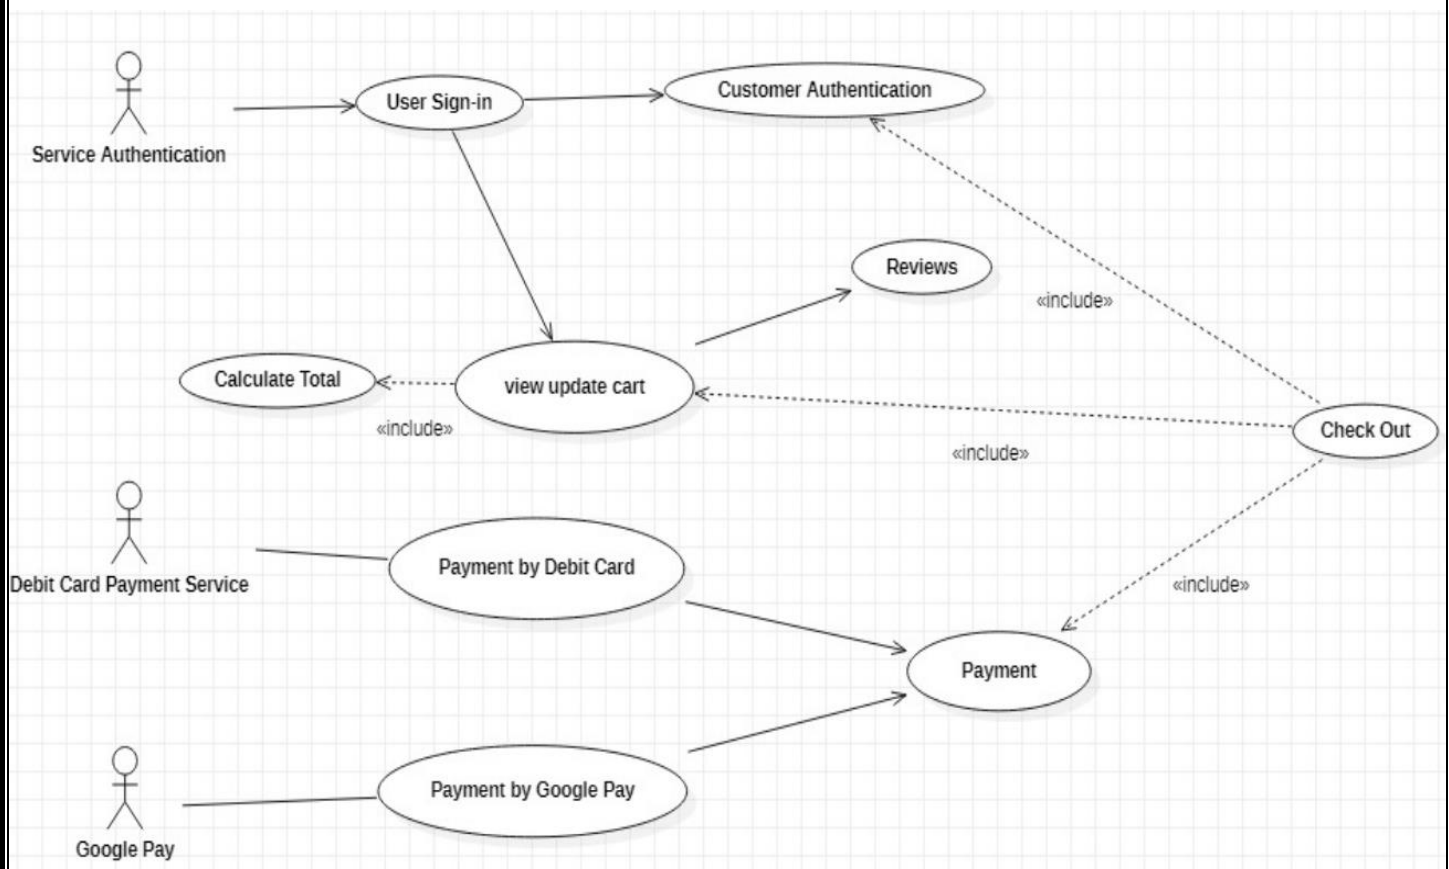 User Sign-in
Customer Authentication
Service Authentication
Reviews
«include»
Calculate Total
view update cart
«include»
Check Out
«include»
Payment by Debit Card
Debit Card Payment Service
«include»
Payment
Payment by Google Pay
Google Pay